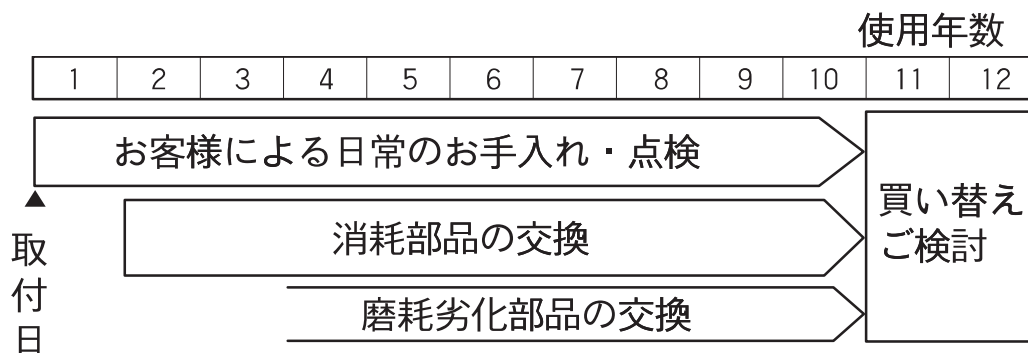 使用年数
1 2 3 4 5 6 7 8 9 10 11 12
お客様による日常のお手入れ・点検
買い替え
ご検討
消耗部品の交換
磨耗劣化部品の交換
▲
取
付
日